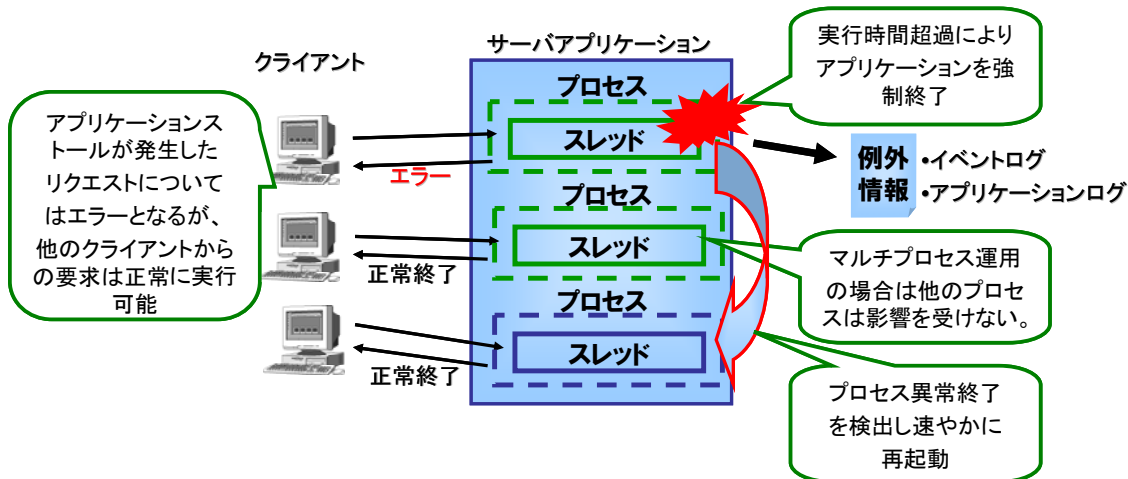 クライアント
サーバアプリケーション
アプリケーションス
トールが発生した
リクエストについて
はエラーとなるが、
他のクライアントから
の要求は正常に実行
可能
プロセス
スレッド
エラー
プロセス
スレッド
正常終了
プロセス
スレッド
正常終了
実行時間超過により
アプリケーションを強
制終了
例外
情報
•イベントログ
•アプリケーションログ
マルチプロセス運用
の場合は他のプロセ
スは影響を受けない。
プロセス異常終了
を検出し速やかに
再起動